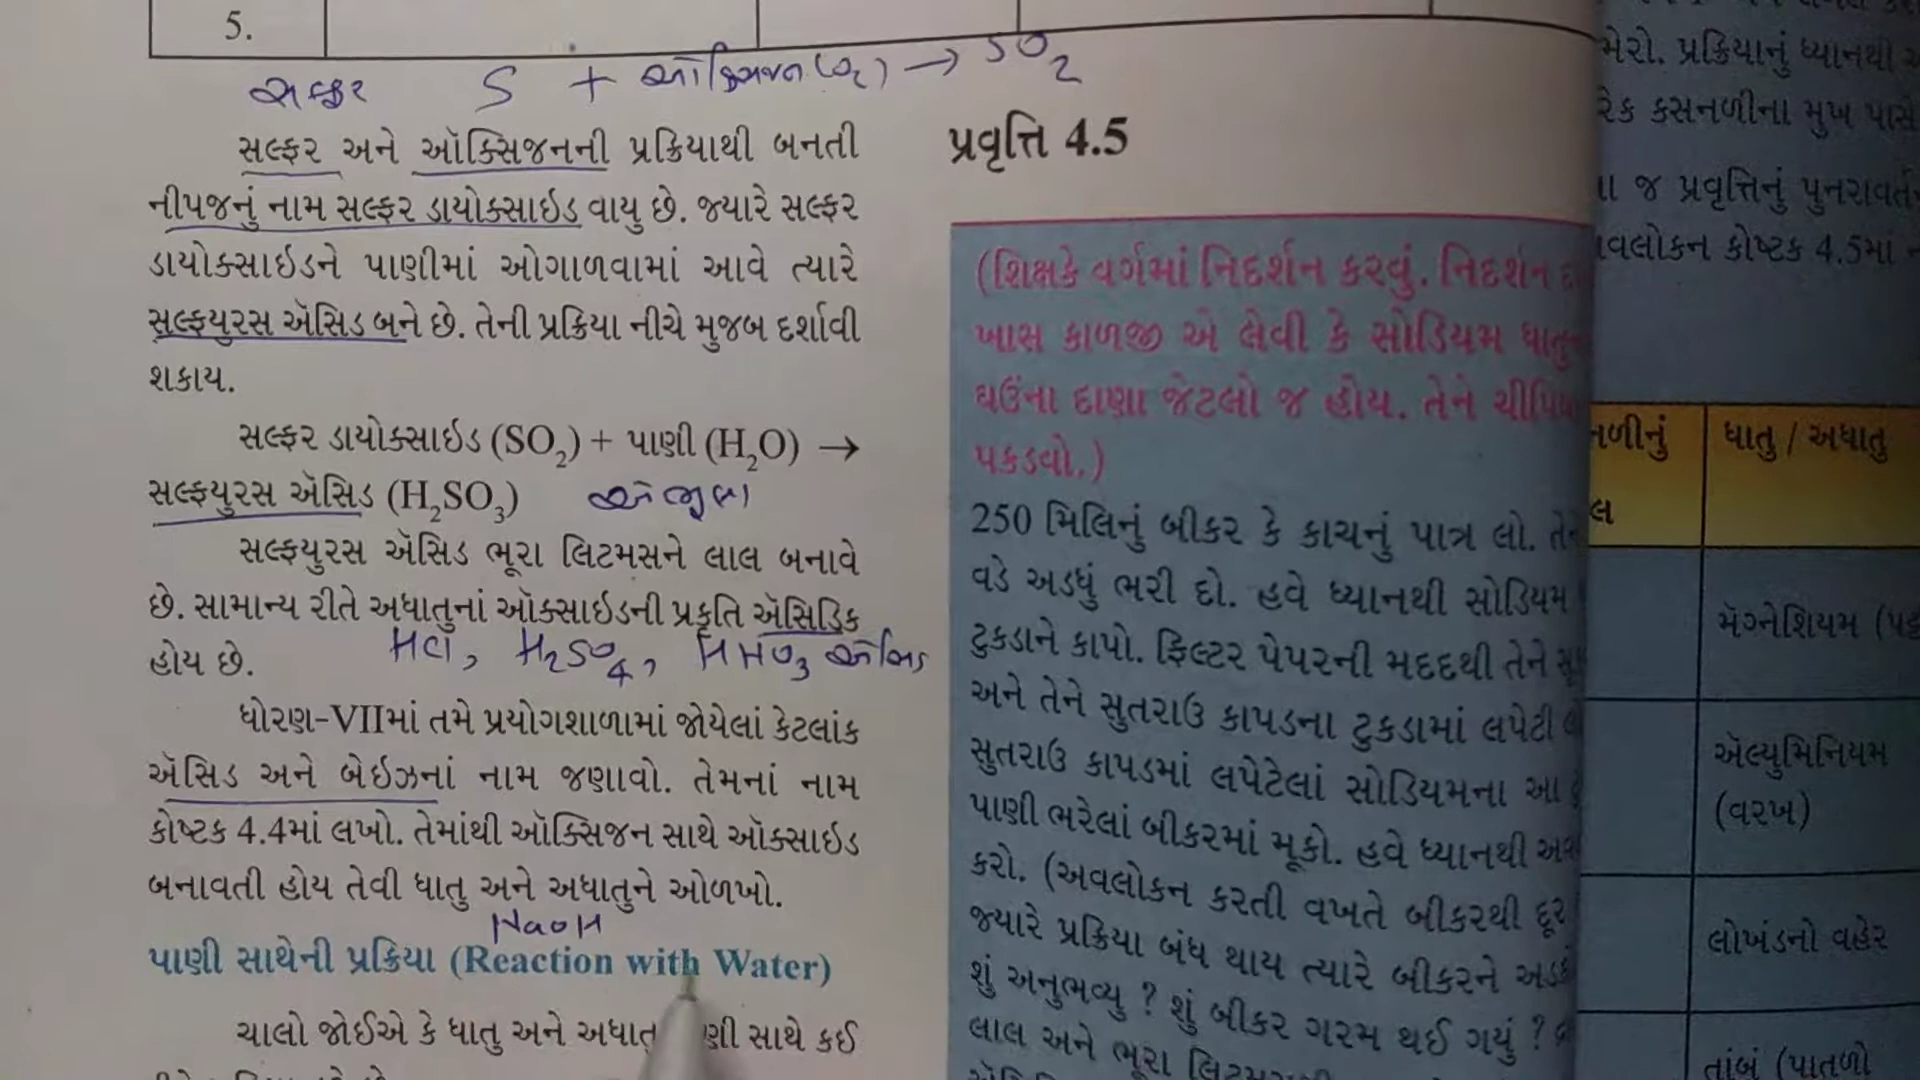 5.
સલ્ફર S + ઑક્સિજન (O₂) → SO₂
સલ્ફર અને ઑક્સિજનની પ્રક્રિયાથી બનતી
નીપજનું નામ સલ્ફર ડાયોક્સાઇડ વાયુ છે. જ્યારે સલ્ફર
ડાયોક્સાઇડને પાણીમાં ઓગાળવામાં આવે ત્યારે
સલ્ફયુરસ ઍસિડ બને છે. તેની પ્રક્રિયા નીચે મુજબ દર્શાવી
શકાય.
સલ્ફર ડાયોક્સાઇડ (SO₂) + પાણી (H₂O) →
સલ્ફયુરસ ઍસિડ (H₂SO₃)
સલ્ફયુરસ ઍસિડ ભૂરા લિટમસને લાલ બનાવે
છે. સામાન્ય રીતે અધાતુનાં ઑક્સાઇડની પ્રકૃતિ ઍસિડિક
હોય છે. HCl, H₂SO₄, HNO₃ ઍસિડ
ધોરણ-VIIમાં તમે પ્રયોગશાળામાં જોયેલાં કેટલાંક
ઍસિડ અને બેઇઝનાં નામ જણાવો. તેમનાં નામ
કોષ્ટક 4.4માં લખો. તેમાંથી ઑક્સિજન સાથે ઑક્સાઇડ
બનાવતી હોય તેવી ધાતુ અને અધાતુને ઓળખો.
NaOH
પાણી સાથેની પ્રક્રિયા (Reaction with Water)
ચાલો જોઈએ કે ધાતુ અને અધાતુ સાથે કઈ
પ્રવૃત્તિ 4.5
(શિક્ષકે વર્ગમાં નિદર્શન કરવું. નિદર્શન
ખાસ કાળજી એ લેવી કે સોડિયમ ધાતુ
ઘઉંના દાણા જેટલો જ હોય. તેને
પકડવો.)
250 મિલિનું બીકર કે કાચનું પાત્ર લો.
વડે અડધું ભરી દો. હવે ધ્યાનથી સોડિયમ
ટુકડાને કાપો. ફિલ્ટર પેપરની મદદથી તેને
અને તેને સુતરાઉ કાપડના ટુકડામાં લપેટી
સુતરાઉ કાપડમાં લપેટેલાં સોડિયમના આ
પાણી ભરેલાં બીકરમાં મૂકો. હવે ધ્યાનથી
કરો. (અવલોકન કરતી વખતે બીકરથી દૂર
જ્યારે પ્રક્રિયા બંધ થાય ત્યારે બીકરને
શું અનુભવ્યુ ? શું બીકર ગરમ થઈ ગયું ?
લાલ અને ભૂરા
પ્રક્રિયાનું ધ્યાનથી
કસનળીના મુખ પાસે
જ પ્રવૃત્તિનું
કોષ્ટક 4.5માં
ધાતુ / અધાતુ
મૅગ્નેશિયમ
ઍલ્યુમિનિયમ
(વરખ)
લોખંડનો વહેર
તાંબું (પાતળો